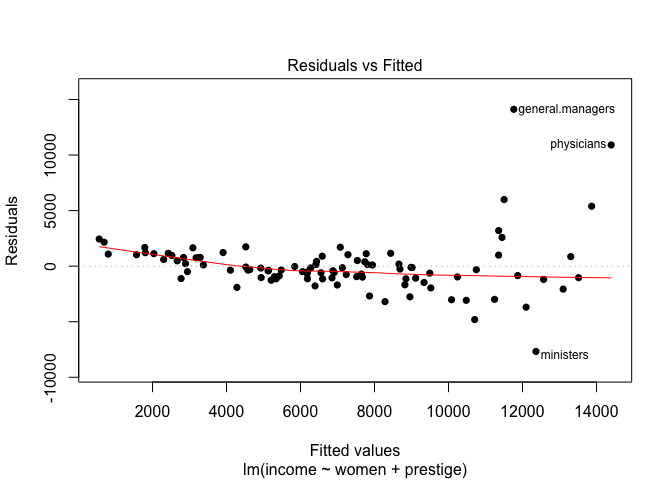 Residuals vs Fitted
general.managers
physicians
ministers
Residuals
-10000
0
5000
10000
2000
4000
6000
8000
10000
12000
14000
Fitted values
lm(income ~ women + prestige)